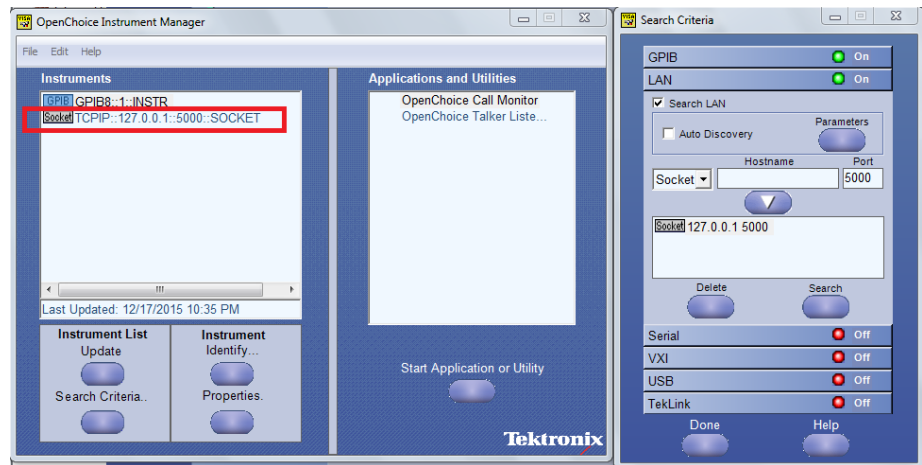 OpenChoice Instrument Manager
File Edit Help
Instruments
GPIB GPIB8::1::INSTR
Socket TCPIP::127.0.0.1::5000::SOCKET
Last Updated: 12/17/2015 10:35 PM
Instrument List
Update
Search Criteria..
Instrument
Identify...
Properties.
Applications and Utilities
OpenChoice Call Monitor
OpenChoice Talker Liste...
Start Application or Utility
Tektronix
Search Criteria
GPIB On
LAN On
Search LAN
Auto Discovery
Parameters
Hostname Port
Socket 5000
Socket 127.0.0.1 5000
Delete Search
Serial Off
VXI Off
USB Off
TekLink Off
Done Help